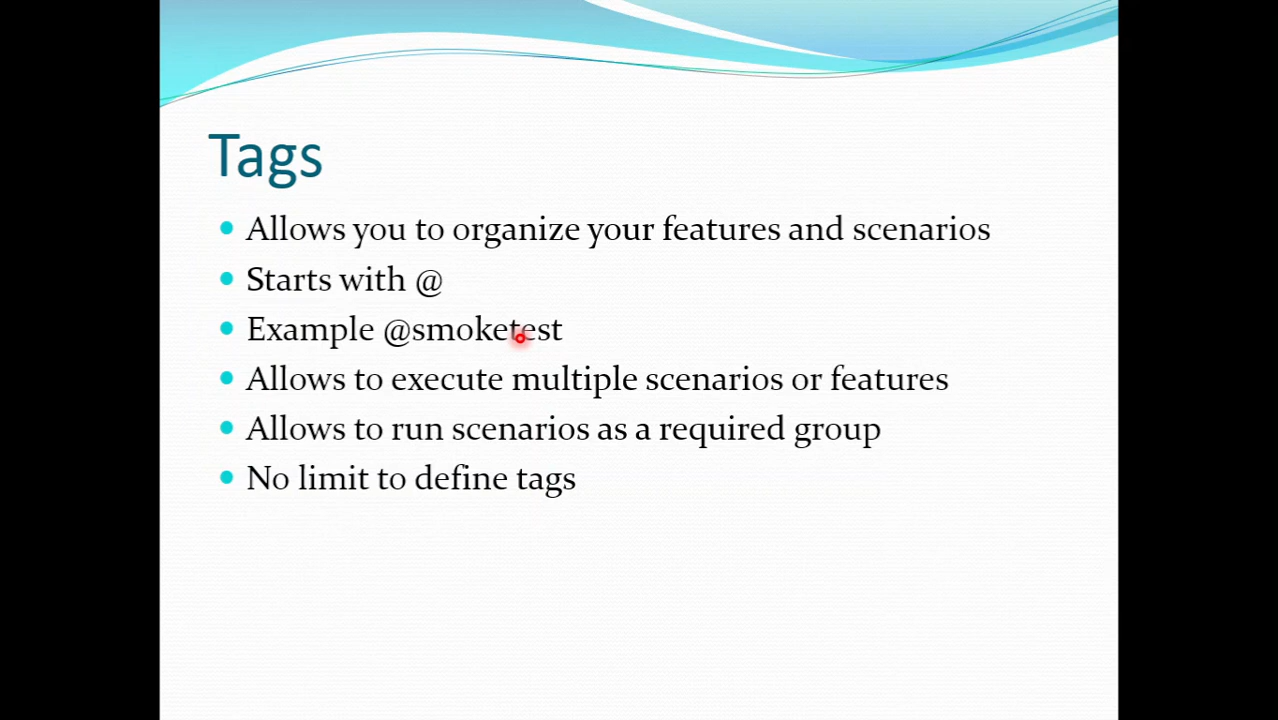 Tags
Allows you to organize your features and scenarios
Starts with @
Example @smoketest
Allows to execute multiple scenarios or features
Allows to run scenarios as a required group
No limit to define tags